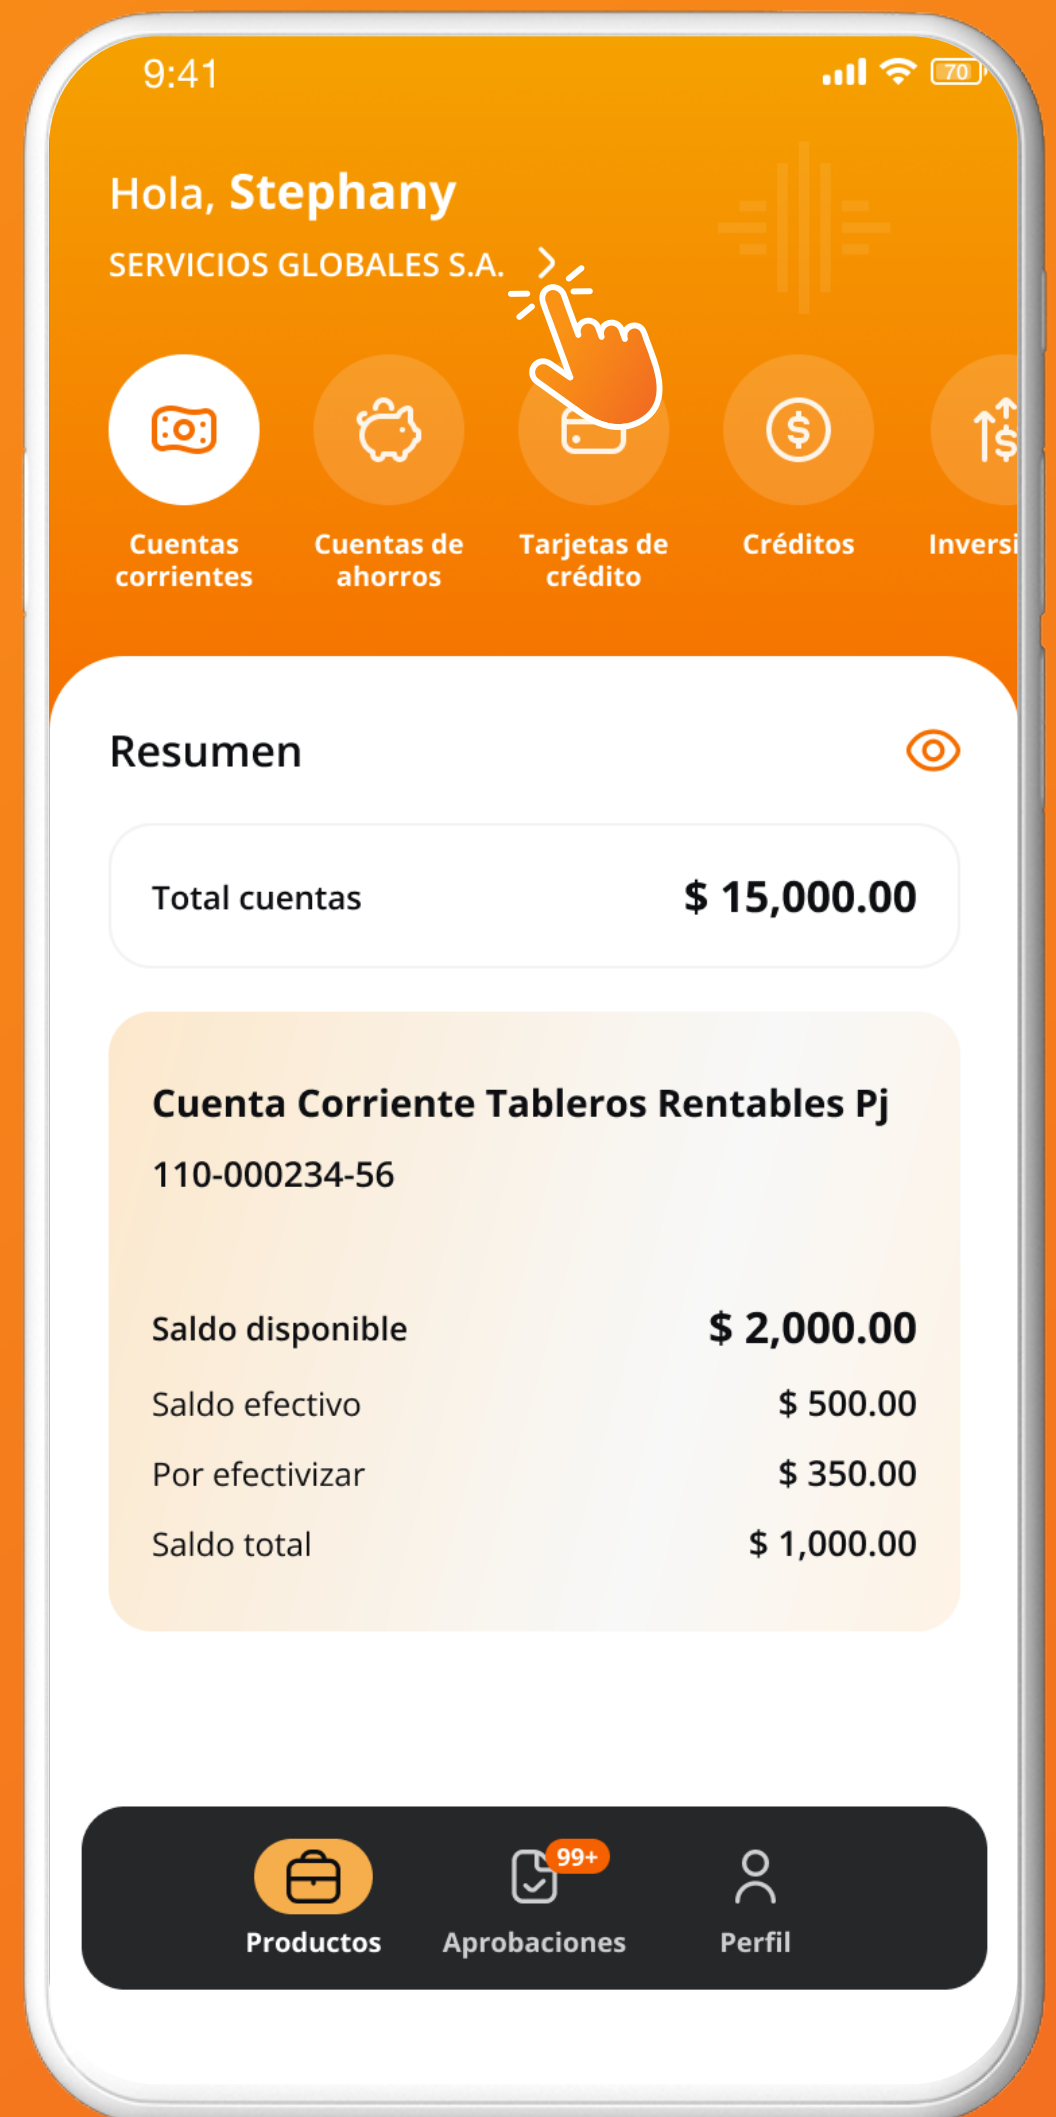 9:41
70
Hola, Stephany
SERVICIOS GLOBALES S.A.
Cuentas corrientes
Cuentas de ahorros
Tarjetas de crédito
Créditos
Inversi
Resumen
Total cuentas $ 15,000.00
Cuenta Corriente Tableros Rentables Pj
110-000234-56
Saldo disponible $ 2,000.00
Saldo efectivo $ 500.00
Por efectivizar $ 350.00
Saldo total $ 1,000.00
99+
Productos Aprobaciones Perfil